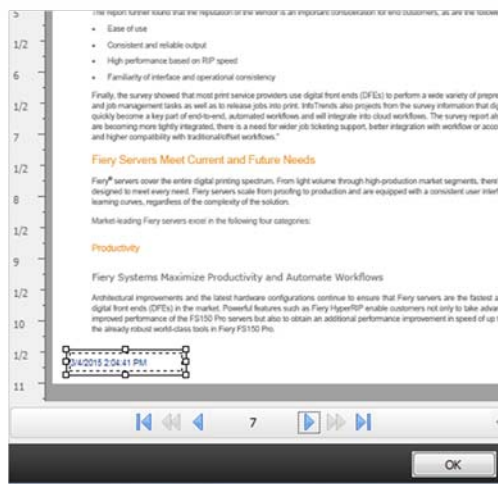 The report further found that the reputation of the vendor is an important consideration for end customers, as are the
5
• Ease of use
1/2
• Consistent and reliable output
• High performance based on RIP speed
6
• Familiarity of interface and operational consistency
Finally, the survey showed that most print service providers use digital front ends (DFEs) to perform a wide variety of
1/2
and job management tasks as well as to release jobs into print. InfoTrends also projects from the survey information that
quickly become a key part of end-to-end, automated workflows and will integrate into cloud workflows. The survey report
are becoming more tightly integrated, there is a need for wider job ticketing support, better integration with workflow or
7
and higher compatibility with traditional/offset workflows."
1/2
Fiery Servers Meet Current and Future Needs
Fiery® servers cover the entire digital printing spectrum. From light volume through high-production market segments,
8
designed to meet every need. Fiery servers scale from proofing to production and are equipped with a consistent user
learning curves, regardless of the complexity of the solution.
Market-leading Fiery servers excel in the following four categories:
1/2
Productivity
9
Fiery Systems Maximize Productivity and Automate Workflows
1/2
Architectural improvements and the latest hardware configurations continue to ensure that Fiery servers are the fastest
digital front ends (DFEs) in the market. Powerful features such as Fiery HyperRIP enable customers not only to take
10
improved performance of the FS150 Pro servers but also to obtain an additional performance improvement in speed of up
the already robust world-class tools in Fiery FS150 Pro.
1/2
3/4/2015 2:04:41 PM
11
7
OK